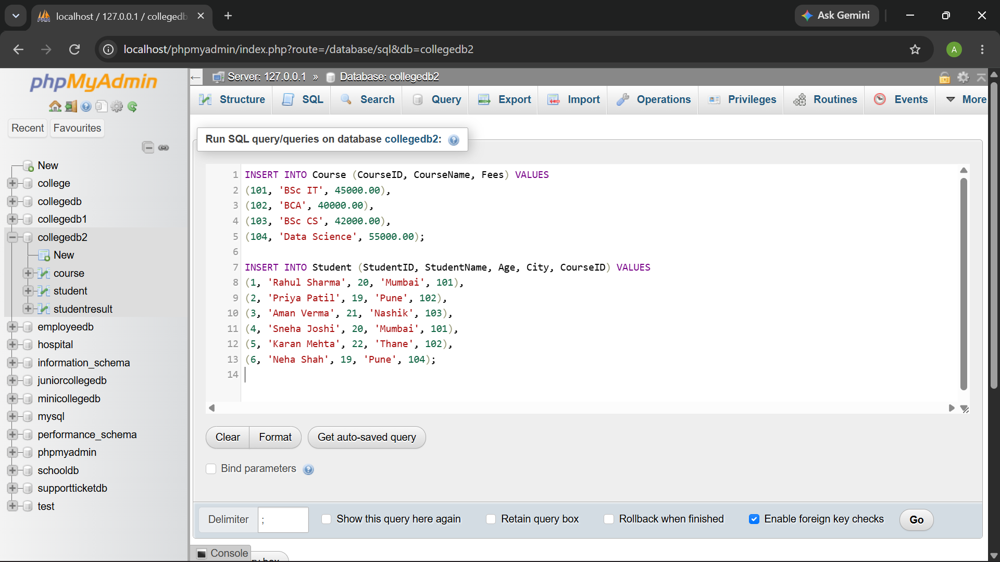 localhost / 127.0.0.1 / collegedb
Ask Gemini
localhost/phpmyadmin/index.php?route=/database/sql&db=collegedb2
A
phpMyAdmin
Recent
Favourites
New
college
collegedb
collegedb1
collegedb2
New
course
student
studentresult
employeedb
hospital
information_schema
juniorcollegedb
minicollegedb
mysql
performance_schema
phpmyadmin
schooldb
supportticketdb
test
Server: 127.0.0.1 » Database: collegedb2
Structure SQL Search Query Export Import Operations Privileges Routines Events More
Run SQL query/queries on database collegedb2:
1 INSERT INTO Course (CourseID, CourseName, Fees) VALUES
2 (101, 'BSc IT', 45000.00),
3 (102, 'BCA', 40000.00),
4 (103, 'BSc CS', 42000.00),
5 (104, 'Data Science', 55000.00);
6
7 INSERT INTO Student (StudentID, StudentName, Age, City, CourseID) VALUES
8 (1, 'Rahul Sharma', 20, 'Mumbai', 101),
9 (2, 'Priya Patil', 19, 'Pune', 102),
10 (3, 'Aman Verma', 21, 'Nashik', 103),
11 (4, 'Sneha Joshi', 20, 'Mumbai', 101),
12 (5, 'Karan Mehta', 22, 'Thane', 102),
13 (6, 'Neha Shah', 19, 'Pune', 104);
14
Clear Format Get auto-saved query
Bind parameters
Delimiter ; Show this query here again Retain query box Rollback when finished Enable foreign key checks Go
Console